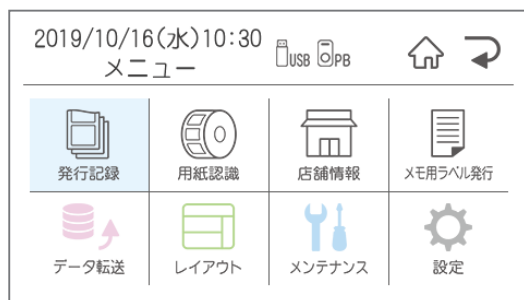 2019/10/16(水)10:30
USB PB
メニュー
発行記録 用紙認識 店舗情報 メモ用ラベル発行
データ転送 レイアウト メンテナンス 設定